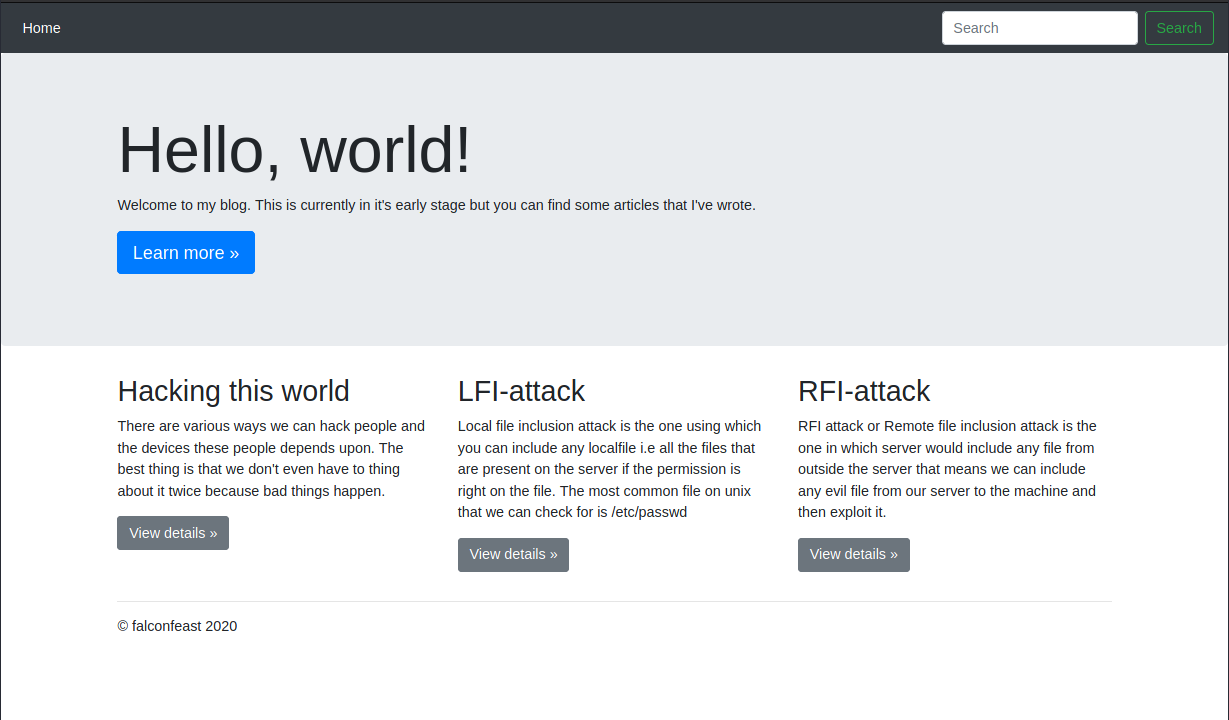 Home
Search
Search
Hello, world!
Welcome to my blog. This is currently in it's early stage but you can find some articles that I've wrote.
Learn more »
Hacking this world
There are various ways we can hack people and
the devices these people depends upon. The
best thing is that we don't even have to thing
about it twice because bad things happen.
View details »
LFI-attack
Local file inclusion attack is the one using which
you can include any localfile i.e all the files that
are present on the server if the permission is
right on the file. The most common file on unix
that we can check for is /etc/passwd
View details »
RFI-attack
RFI attack or Remote file inclusion attack is the
one in which server would include any file from
outside the server that means we can include
any evil file from our server to the machine and
then exploit it.
View details »
© falconfeast 2020